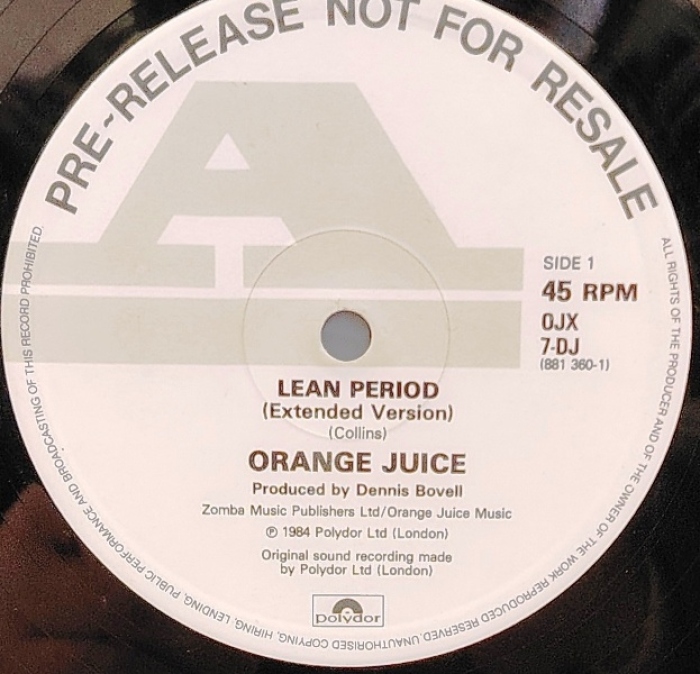 PRE-RELEASE NOT FOR RESALE
A
SIDE 1
45 RPM
OJX
7-DJ
(881 360-1)
LEAN PERIOD
(Extended Version)
(Collins)
ORANGE JUICE
Produced by Dennis Bovell
Zomba Music Publishers Ltd/Orange Juice Music
℗ 1984 Polydor Ltd (London)
Original sound recording made
by Polydor Ltd (London)
polydor
ALL RIGHTS OF THE PRODUCER AND OF THE OWNER OF THE WORK REPRODUCED RESERVED. UNAUTHORISED COPYING, HIRING, LENDING, PUBLIC PERFORMANCE AND BROADCASTING OF THIS RECORD PROHIBITED.